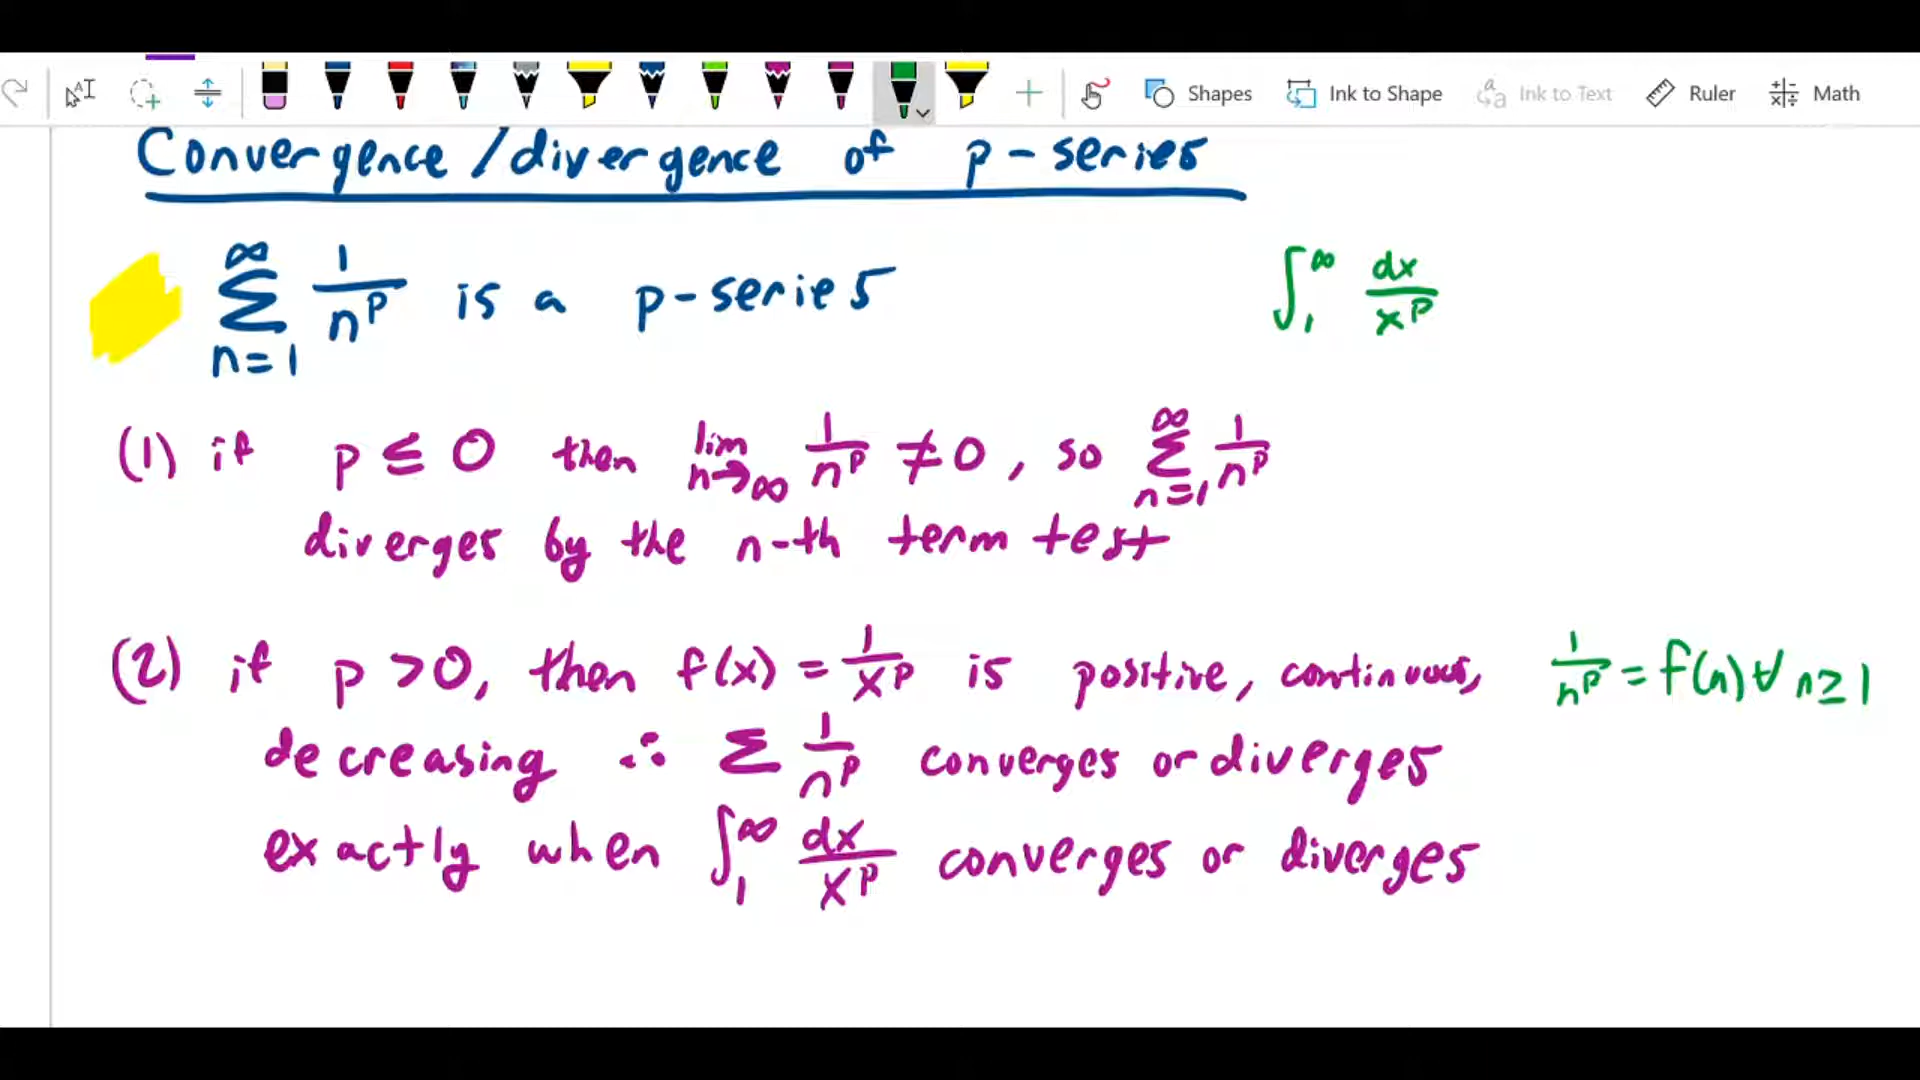 Shapes Ink to Shape Ink to Text Ruler Math
Convergence/divergence of p-series
∑_{n=1}^{∞} 1/n^p is a p-series
∫_1^∞ dx/x^p
(1) if p ≤ 0 then lim_{n→∞} 1/n^p ≠ 0, so ∑_{n=1}^{∞} 1/n^p
diverges by the n-th term test
(2) if p > 0, then f(x) = 1/x^p is positive, continuous,
1/n^p = f(n) ∀ n ≥ 1
decreasing ∴ ∑ 1/n^p converges or diverges
exactly when ∫_1^∞ dx/x^p converges or diverges